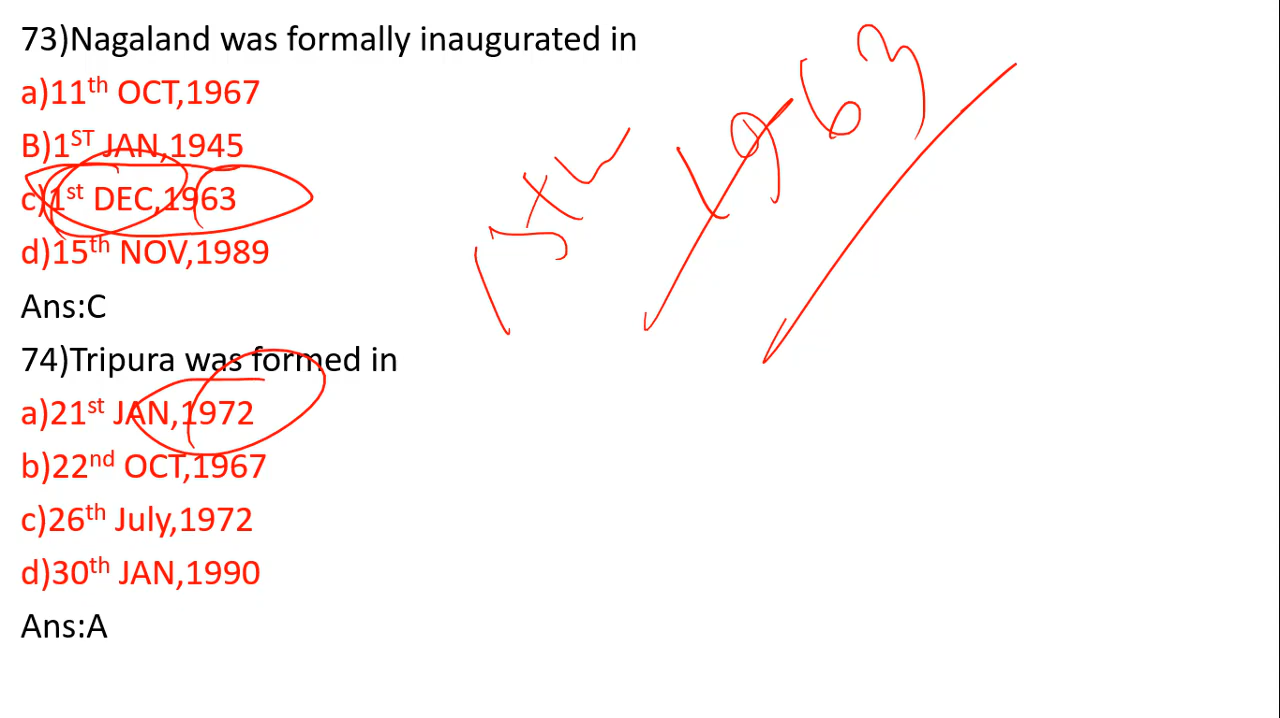 73)Nagaland was formally inaugurated in
a)11th OCT,1967
B)1ST JAN,1945
c)1st DEC,1963
d)15th NOV,1989
Ans:C
74)Tripura was formed in
a)21st JAN,1972
b)22nd OCT,1967
c)26th July,1972
d)30th JAN,1990
Ans:A
1963